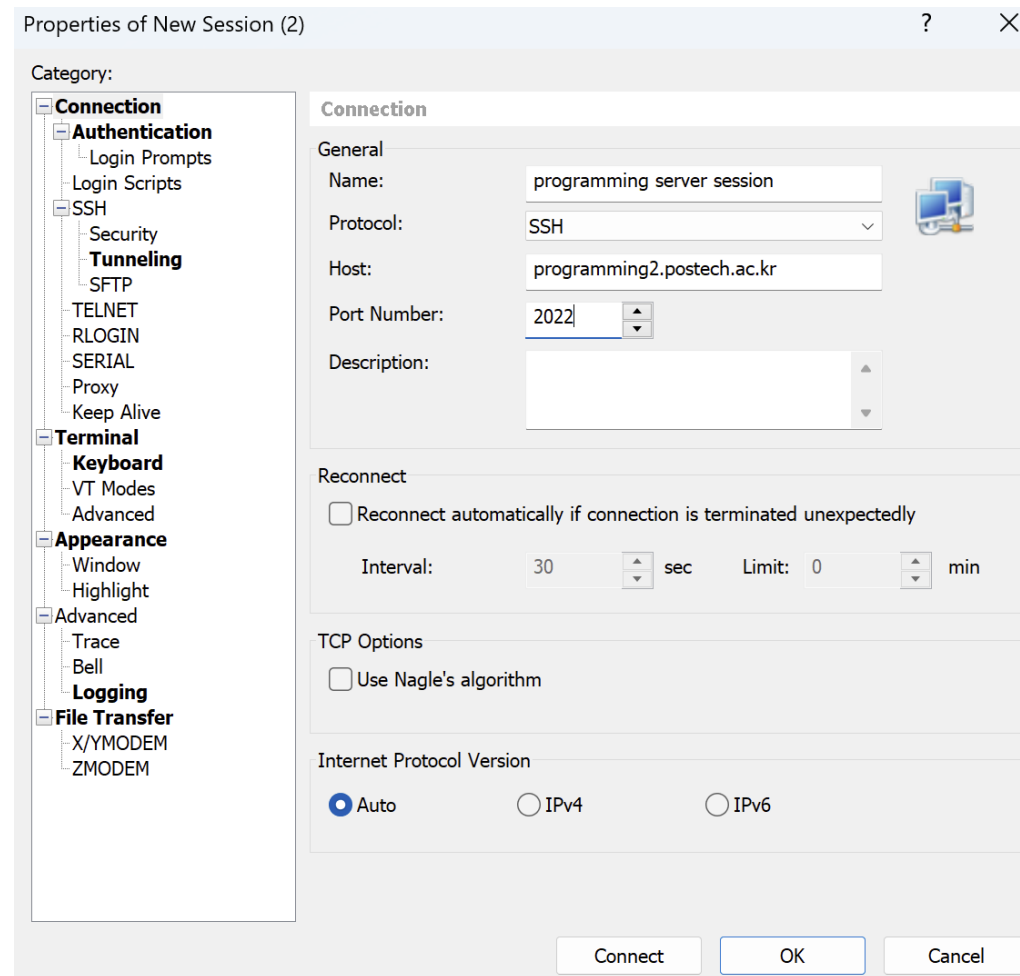 Properties of New Session (2)
?
Category:
Connection
Authentication
Login Prompts
Login Scripts
SSH
Security
Tunneling
SFTP
TELNET
RLOGIN
SERIAL
Proxy
Keep Alive
Terminal
Keyboard
VT Modes
Advanced
Appearance
Window
Highlight
Advanced
Trace
Bell
Logging
File Transfer
X/YMODEM
ZMODEM
Connection
General
Name: programming server session
Protocol: SSH
Host: programming2.postech.ac.kr
Port Number: 2022
Description:
Reconnect
Reconnect automatically if connection is terminated unexpectedly
Interval: 30 sec Limit: 0 min
TCP Options
Use Nagle's algorithm
Internet Protocol Version
Auto IPv4 IPv6
Connect OK Cancel